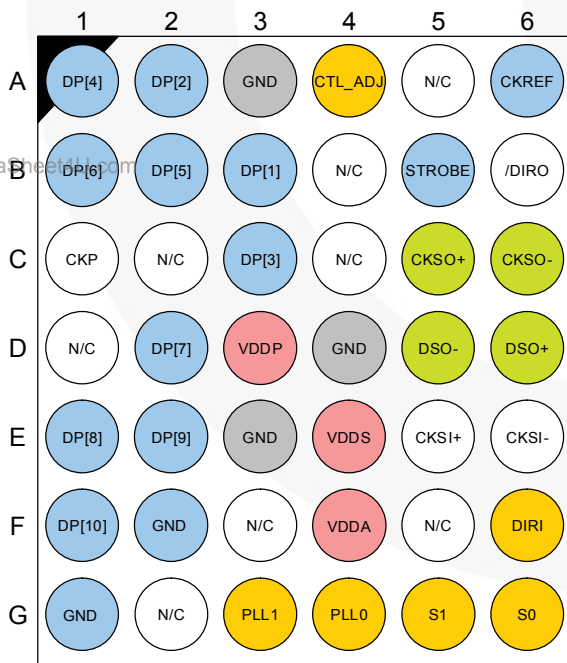 1 2 3 4 5 6
A DP[4] DP[2] GND CTL_ADJ N/C CKREF
B DP[6] DP[5] DP[1] N/C STROBE /DIRO
aSheet4U.com
C CKP N/C DP[3] N/C CKSO+ CKSO-
D N/C DP[7] VDDP GND DSO- DSO+
E DP[8] DP[9] GND VDDS CKSI+ CKSI-
F DP[10] GND N/C VDDA N/C DIRI
G GND N/C PLL1 PLL0 S1 S0